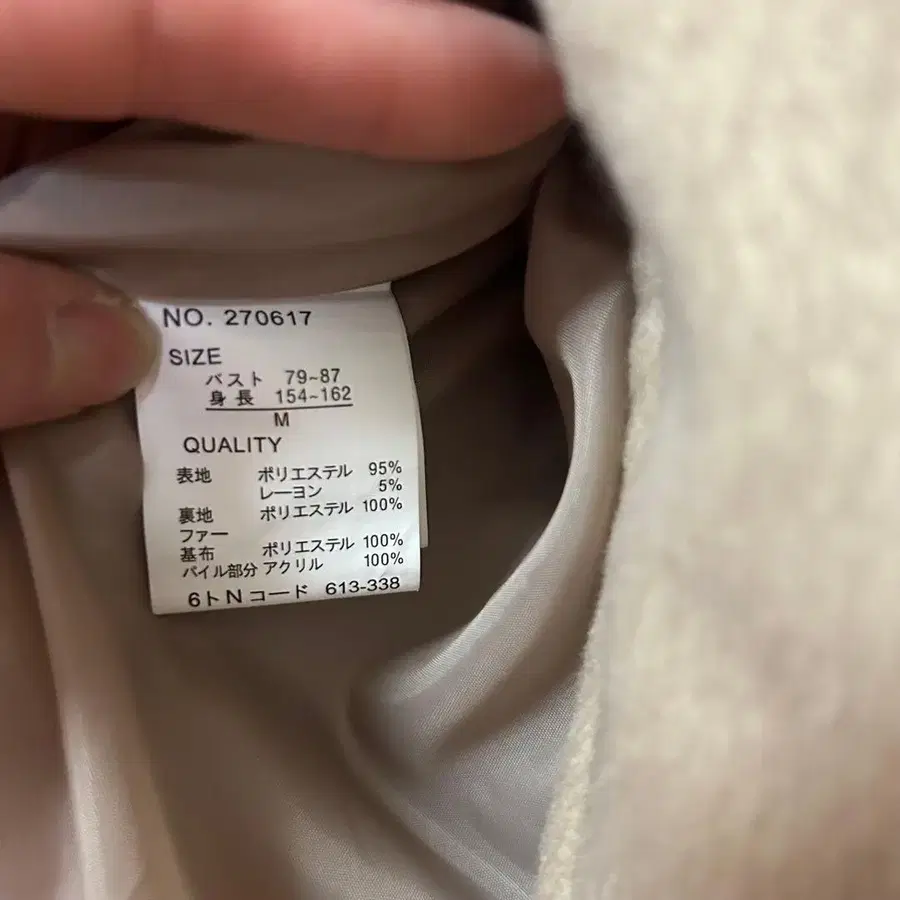 NO. 270617
SIZE
バスト 79~87
身長 154~162
M
QUALITY
表地 ポリエステル 95%
レーヨン 5%
裏地 ポリエステル 100%
ファー
基布 ポリエステル 100%
パイル部分 アクリル 100%
6トNコード 613-338